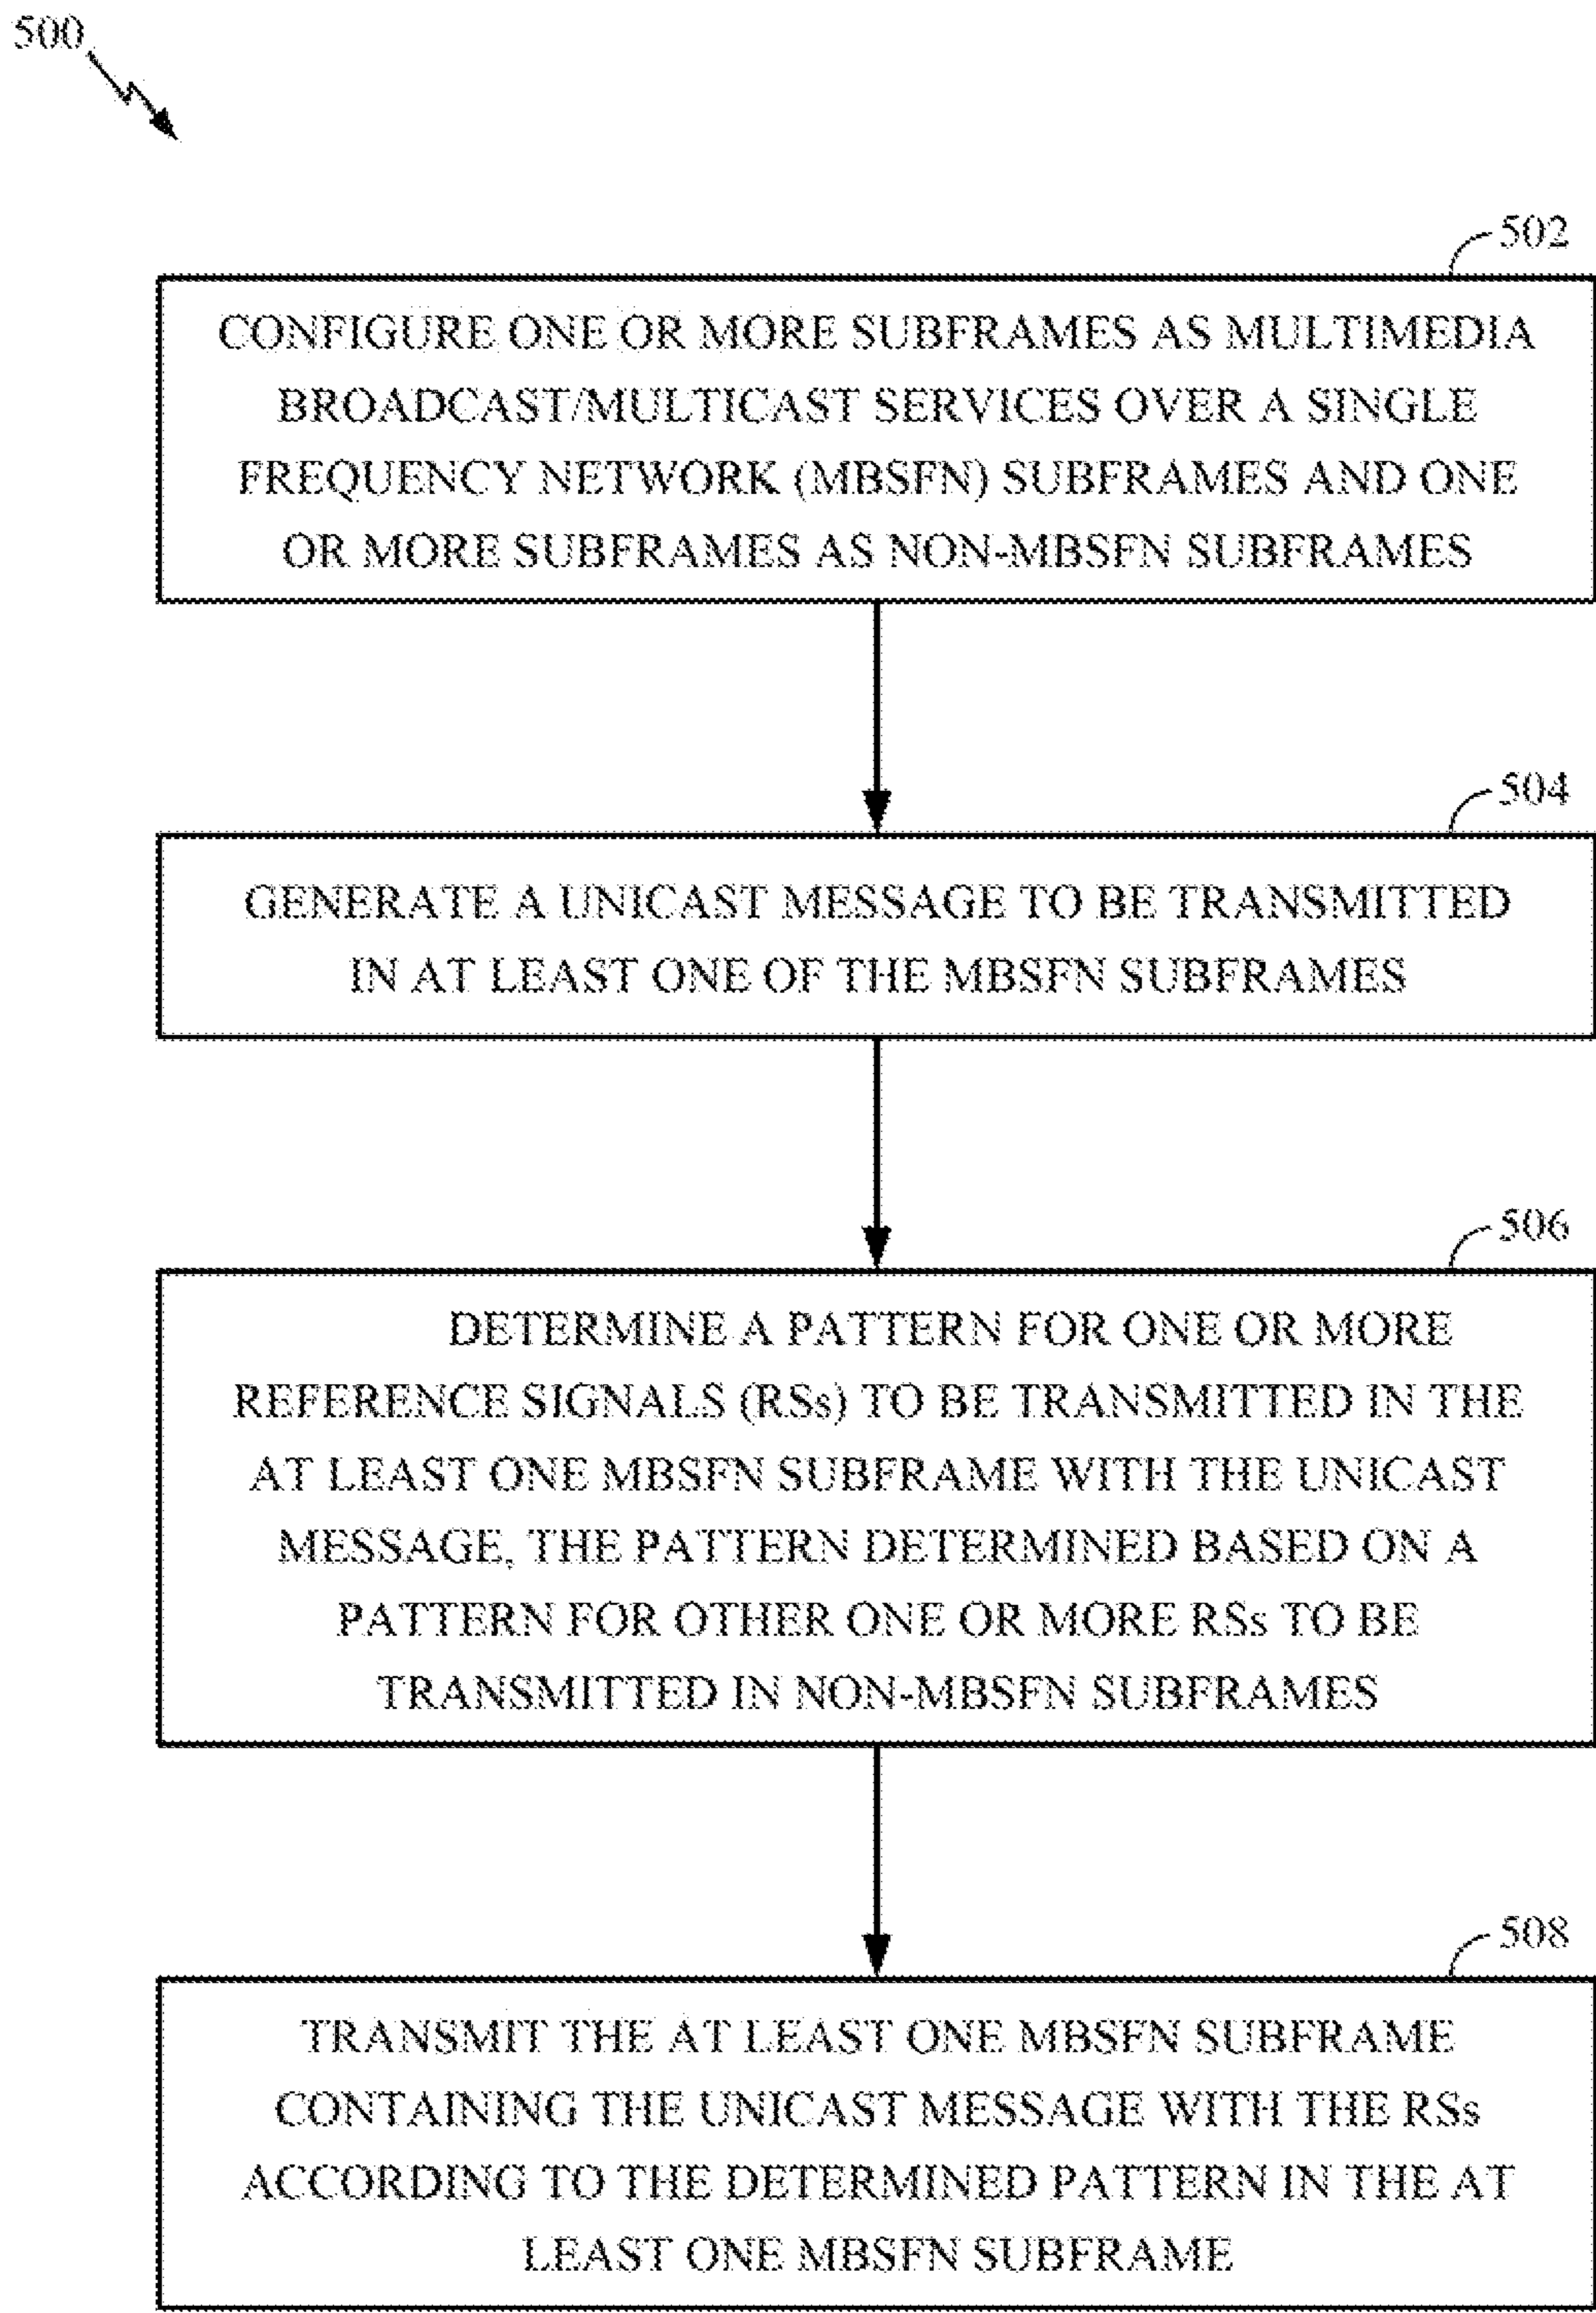 500
502
CONFIGURE ONE OR MORE SUBFRAMES AS MULTIMEDIA
BROADCAST/MULTICAST SERVICES OVER A SINGLE
FREQUENCY NETWORK (MBSFN) SUBFRAMES AND ONE
OR MORE SUBFRAMES AS NON-MBSFN SUBFRAMES
504
GENERATE A UNICAST MESSAGE TO BE TRANSMITTED
IN AT LEAST ONE OF THE MBSFN SUBFRAMES
506
DETERMINE A PATTERN FOR ONE OR MORE
REFERENCE SIGNALS (RSs) TO BE TRANSMITTED IN THE
AT LEAST ONE MBSFN SUBFRAME WITH THE UNICAST
MESSAGE, THE PATTERN DETERMINED BASED ON A
PATTERN FOR OTHER ONE OR MORE RSs TO BE
TRANSMITTED IN NON-MBSFN SUBFRAMES
508
TRANSMIT THE AT LEAST ONE MBSFN SUBFRAME
CONTAINING THE UNICAST MESSAGE WITH THE RSs
ACCORDING TO THE DETERMINED PATTERN IN THE AT
LEAST ONE MBSFN SUBFRAME